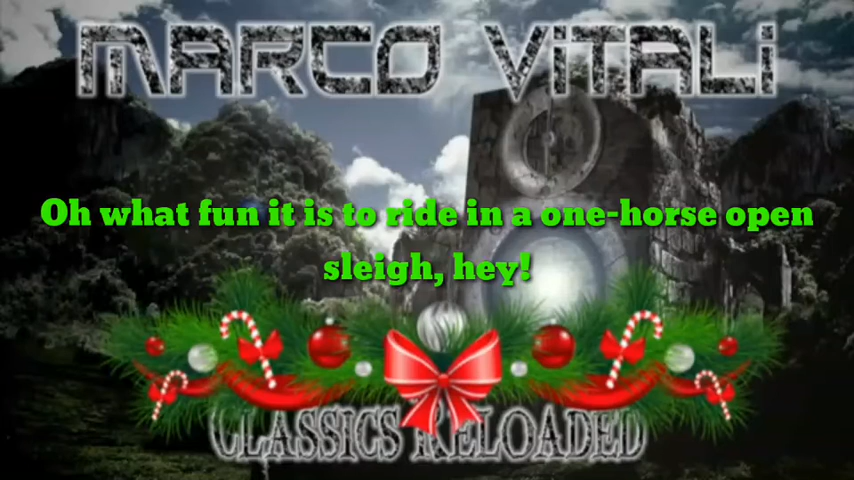 MARCO VITALI
Oh what fun it is to ride in a one-horse open
sleigh, hey!
CLASSICS RELOADED